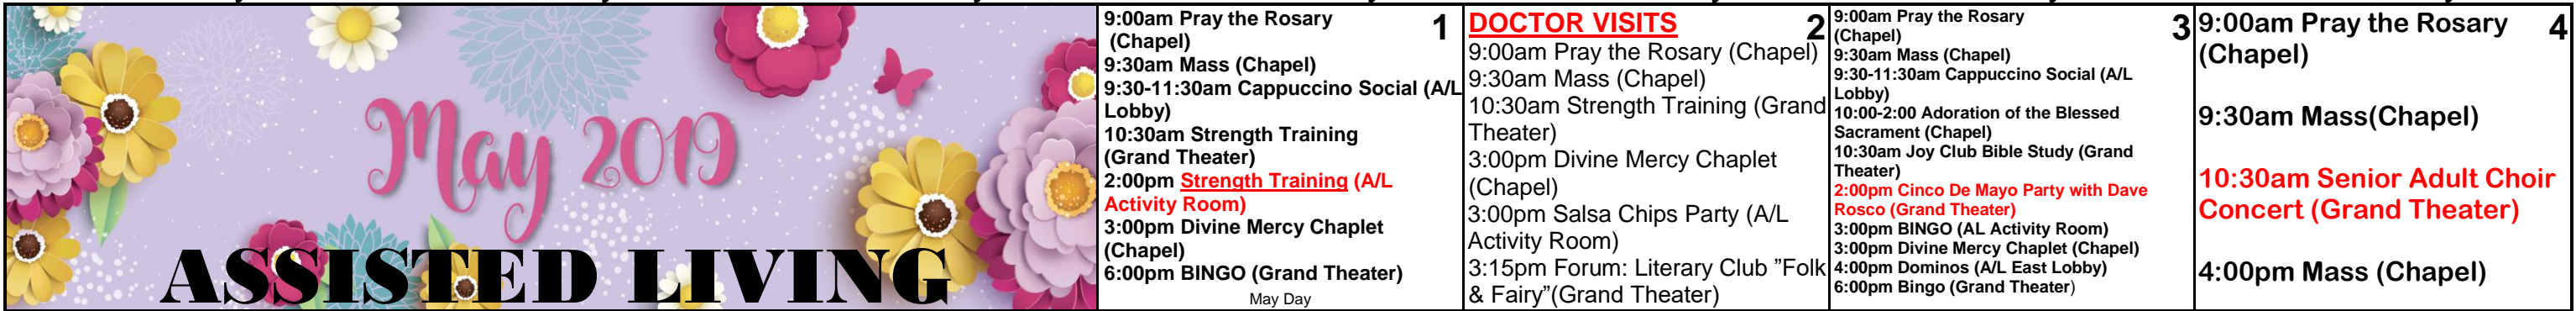 May 2019
ASSISTED LIVING
1
9:00am Pray the Rosary
(Chapel)
9:30am Mass (Chapel)
9:30-11:30am Cappuccino Social (A/L
Lobby)
10:30am Strength Training
(Grand Theater)
2:00pm Strength Training (A/L
Activity Room)
3:00pm Divine Mercy Chaplet
(Chapel)
6:00pm BINGO (Grand Theater)
May Day
DOCTOR VISITS
2
9:00am Pray the Rosary (Chapel)
9:30am Mass (Chapel)
10:30am Strength Training (Grand
Theater)
3:00pm Divine Mercy Chaplet
(Chapel)
3:00pm Salsa Chips Party (A/L
Activity Room)
3:15pm Forum: Literary Club ”Folk
& Fairy”(Grand Theater)
3
9:00am Pray the Rosary
(Chapel)
9:30am Mass (Chapel)
9:30-11:30am Cappuccino Social (A/L
Lobby)
10:00-2:00 Adoration of the Blessed
Sacrament (Chapel)
10:30am Joy Club Bible Study (Grand
Theater)
2:00pm Cinco De Mayo Party with Dave
Rosco (Grand Theater)
3:00pm BINGO (AL Activity Room)
3:00pm Divine Mercy Chaplet (Chapel)
4:00pm Dominos (A/L East Lobby)
6:00pm Bingo (Grand Theater)
4
9:00am Pray the Rosary
(Chapel)
9:30am Mass(Chapel)
10:30am Senior Adult Choir
Concert (Grand Theater)
4:00pm Mass (Chapel)